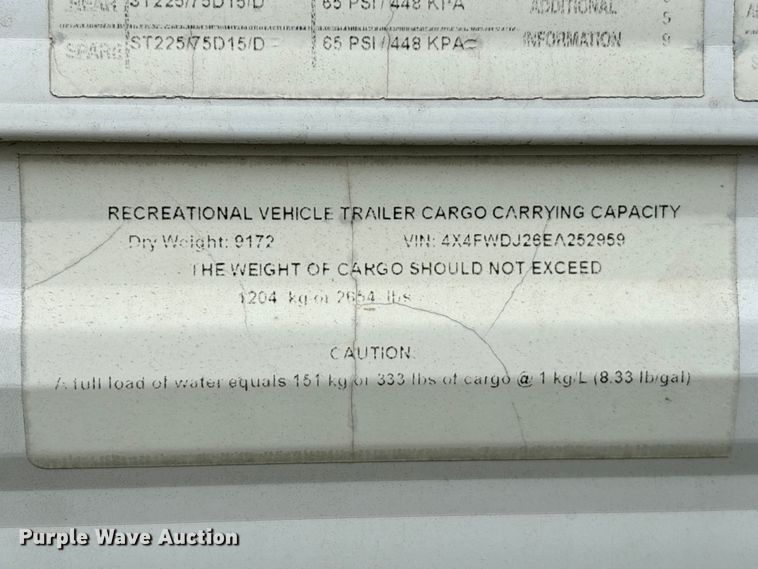 REAR ST225/75D15/D 65 PSI / 448 KPA ADDITIONAL
SPARE ST225/75D15/D 65 PSI / 448 KPA INFORMATION
RECREATIONAL VEHICLE TRAILER CARGO CARRYING CAPACITY
Dry Weight: 9172 VIN: 4X4FWDJ26EA252959
THE WEIGHT OF CARGO SHOULD NOT EXCEED
1204 kg or 2654 lbs
CAUTION:
A full load of water equals 151 kg or 333 lbs of cargo @ 1 kg/L (8.33 lb/gal)
Purple Wave Auction